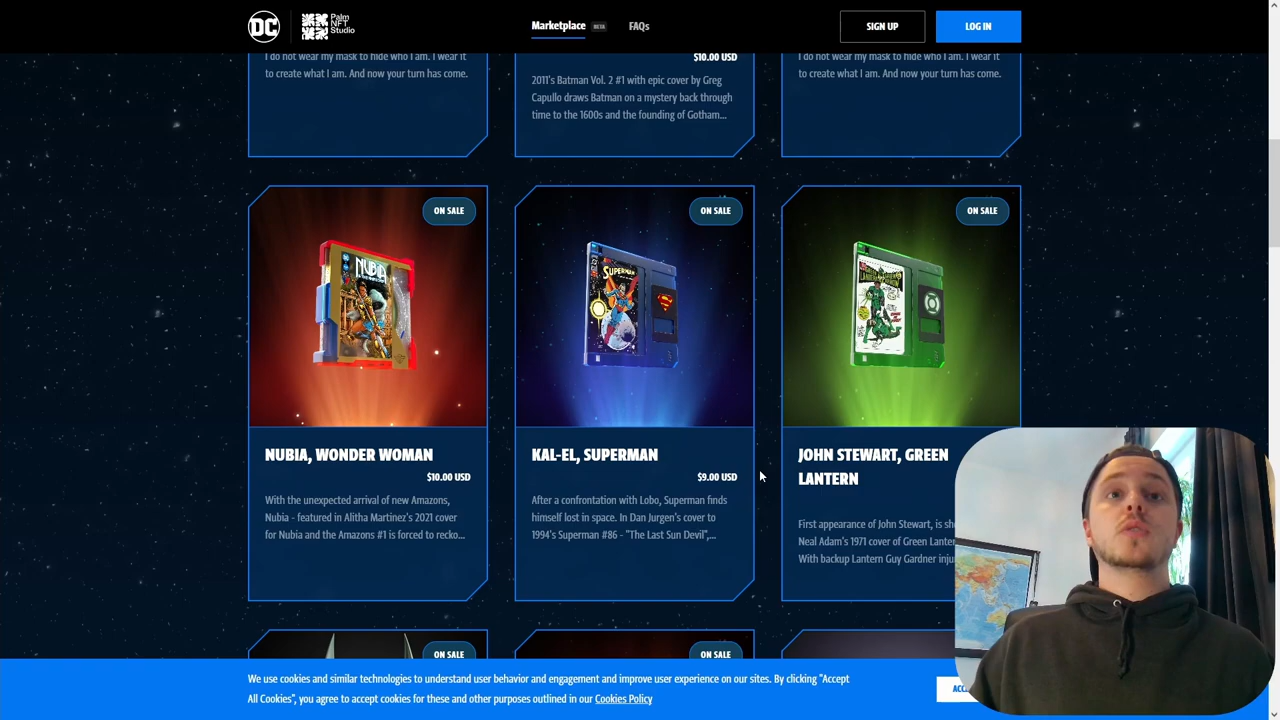 DC
Palm
NFT
Studio
Marketplace BETA
FAQs
SIGN UP
LOG IN
I do not wear my mask to hide who I am. I wear it
to create what I am. And now your turn has come.
$10.00 USD
2011's Batman Vol. 2 #1 with epic cover by Greg
Capullo draws Batman on a mystery back through
time to the 1600s and the founding of Gotham...
I do not wear my mask to hide who I am. I wear it
to create what I am. And now your turn has come.
ON SALE
NUBIA
NUBIA, WONDER WOMAN
$10.00 USD
With the unexpected arrival of new Amazons,
Nubia - featured in Alitha Martinez's 2021 cover
for Nubia and the Amazons #1 is forced to recko...
ON SALE
SUPERMAN
KAL-EL, SUPERMAN
$9.00 USD
After a confrontation with Lobo, Superman finds
himself lost in space. In Dan Jurgen's cover to
1994's Superman #86 - "The Last Sun Devil",...
ON SALE
JOHN STEWART, GREEN
LANTERN
First appearance of John Stewart, is
Neal Adam's 1971 cover of Green
With backup Lantern Guy Gardner
ON SALE
ON SALE
We use cookies and similar technologies to understand user behavior and engagement and improve user experience on our sites. By clicking "Accept
All Cookies", you agree to accept cookies for these and other purposes outlined in our Cookies Policy